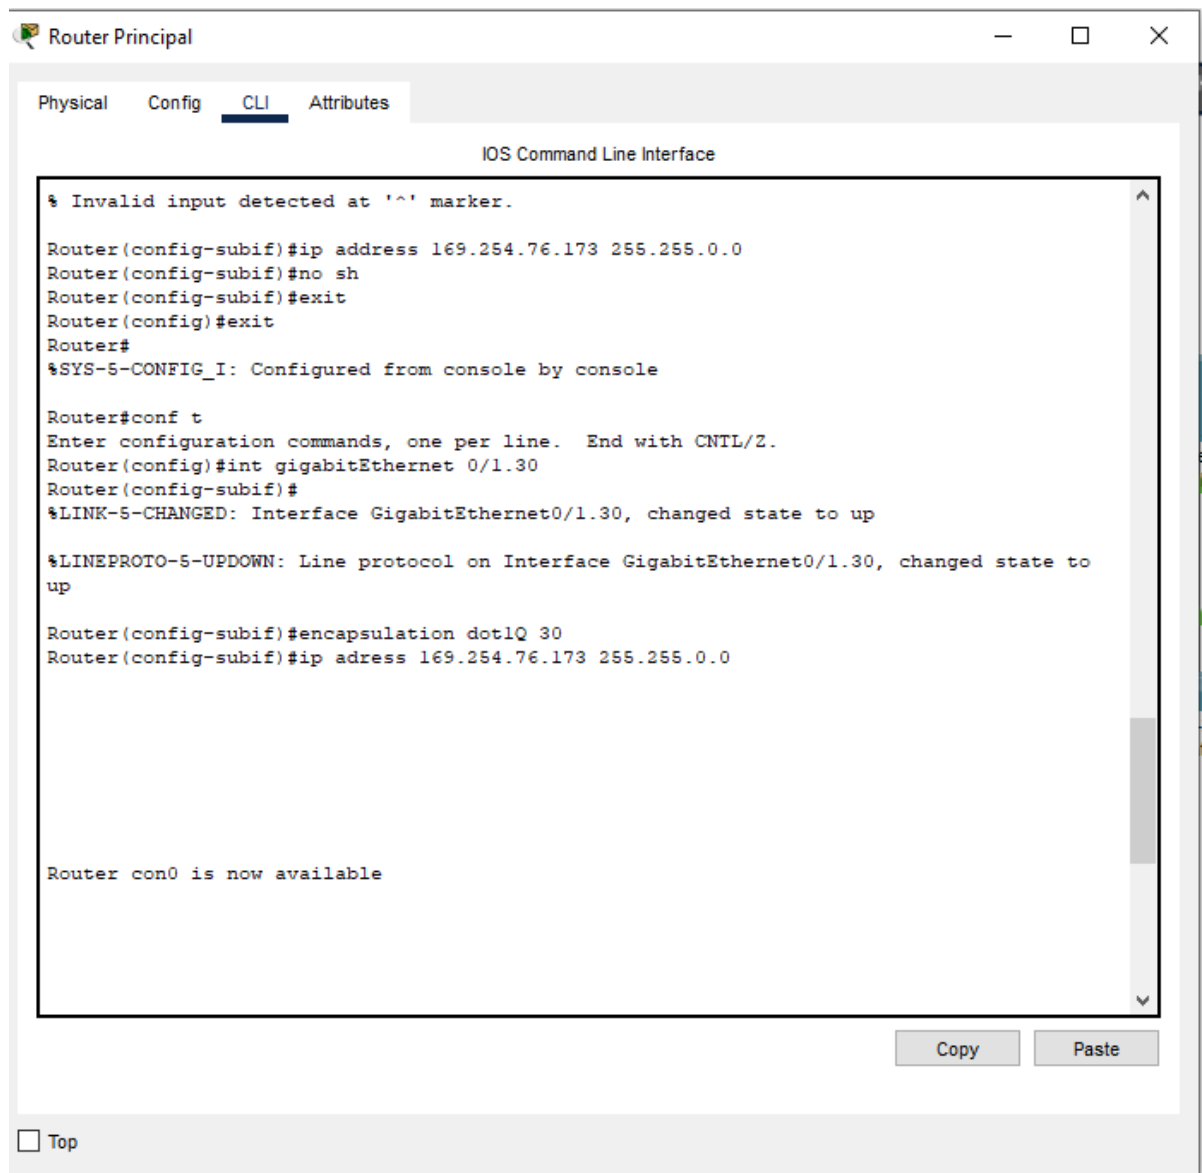 Router Principal
Physical Config CLI Attributes
IOS Command Line Interface
% Invalid input detected at '^' marker.
Router(config-subif)#ip address 169.254.76.173 255.255.0.0
Router(config-subif)#no sh
Router(config-subif)#exit
Router(config)#exit
Router#
%SYS-5-CONFIG_I: Configured from console by console
Router#conf t
Enter configuration commands, one per line.  End with CNTL/Z.
Router(config)#int gigabitEthernet 0/1.30
Router(config-subif)#
%LINK-5-CHANGED: Interface GigabitEthernet0/1.30, changed state to up
%LINEPROTO-5-UPDOWN: Line protocol on Interface GigabitEthernet0/1.30, changed state to
up
Router(config-subif)#encapsulation dot1Q 30
Router(config-subif)#ip adress 169.254.76.173 255.255.0.0
Router con0 is now available
Copy Paste
Top